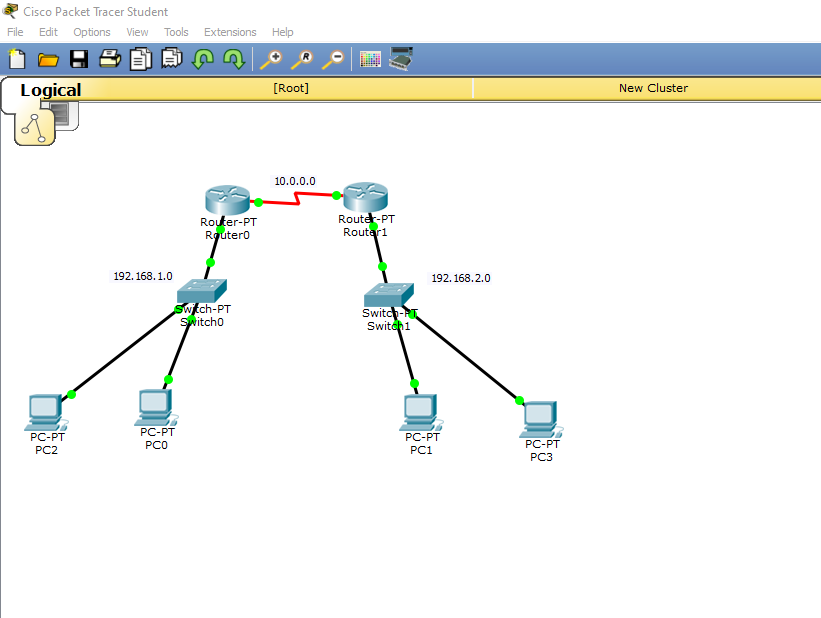 Cisco Packet Tracer Student
File Edit Options View Tools Extensions Help
Logical [Root] New Cluster
10.0.0.0
Router-PT
Router0
Router-PT
Router1
192.168.1.0
192.168.2.0
Switch-PT
Switch0
Switch-PT
Switch1
PC-PT
PC2
PC-PT
PC0
PC-PT
PC1
PC-PT
PC3